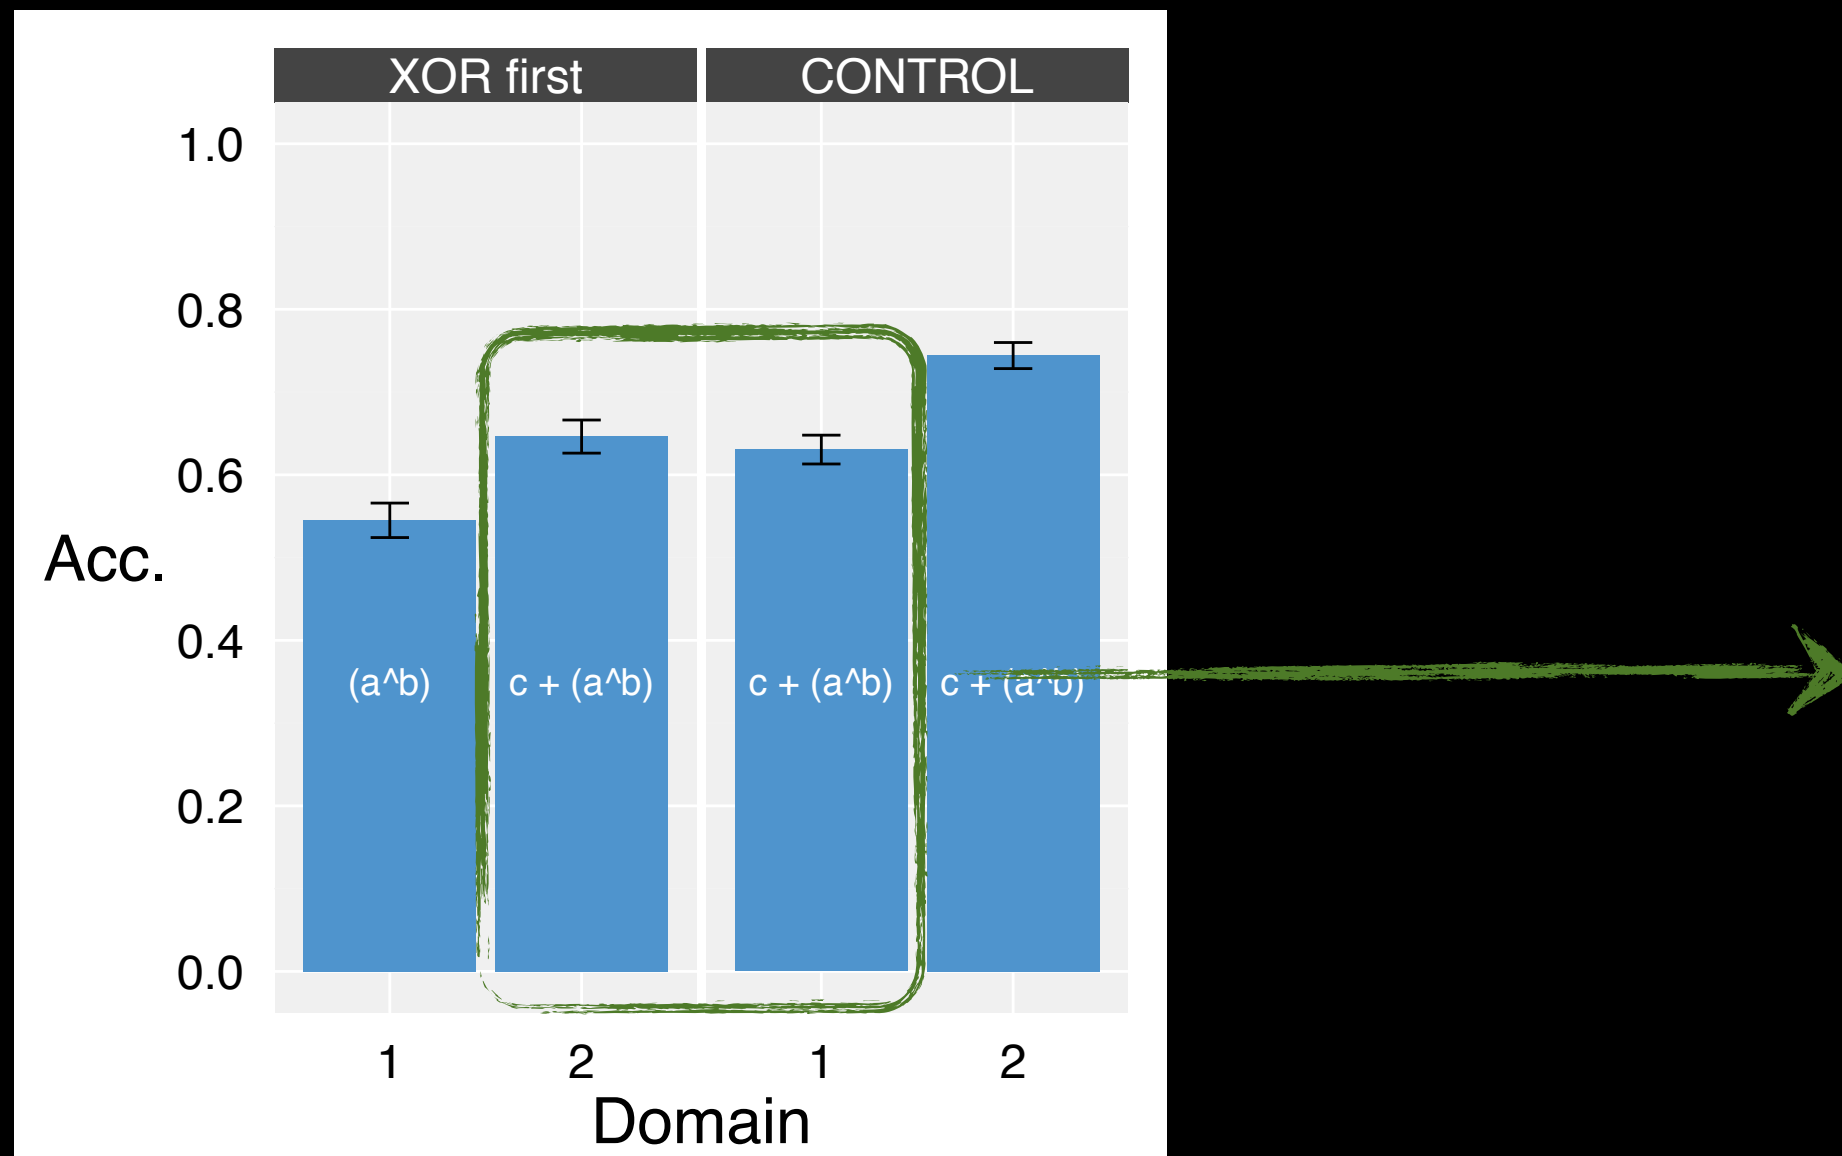 XOR first
CONTROL
1.0
0.8
0.6
0.4
0.2
0.0
Acc.
(a^b)
c + (a^b)
c + (a^b)
c + (a^b)
1
2
1
2
Domain